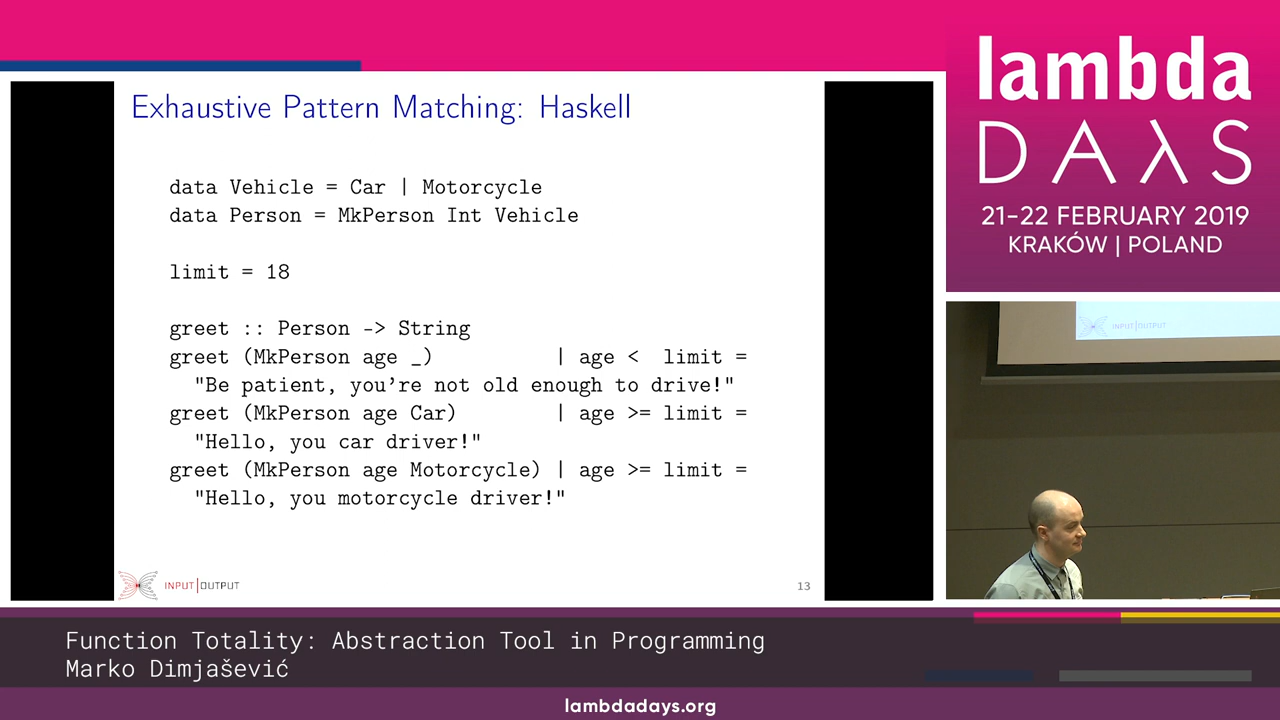 Exhaustive Pattern Matching: Haskell
data Vehicle = Car | Motorcycle
data Person = MkPerson Int Vehicle
limit = 18
greet :: Person -> String
greet (MkPerson age _) | age < limit =
"Be patient, you're not old enough to drive!"
greet (MkPerson age Car) | age >= limit =
"Hello, you car driver!"
greet (MkPerson age Motorcycle) | age >= limit =
"Hello, you motorcycle driver!"
INPUT|OUTPUT
13
lambda
DAλS
21-22 FEBRUARY 2019
KRAKÓW | POLAND
INPUT|OUTPUT
Function Totality: Abstraction Tool in Programming
Marko Dimjašević
lambdadays.org